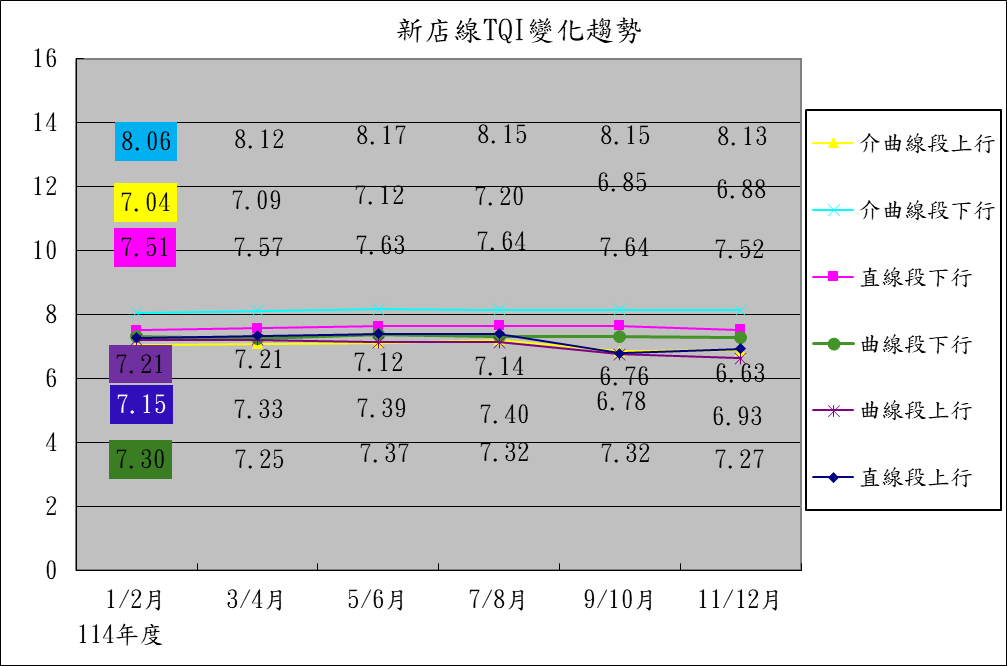 新店線TQI變化趨勢
16
14
12
10
8
6
4
2
0
8.06 8.12 8.17 8.15 8.15 8.13
7.04 7.09 7.12 7.20 6.85 6.88
7.51 7.57 7.63 7.64 7.64 7.52
7.21 7.21 7.12 7.14 6.76 6.63
7.15 7.33 7.39 7.40 6.78 6.93
7.30 7.25 7.37 7.32 7.32 7.27
1/2月 3/4月 5/6月 7/8月 9/10月 11/12月
114年度
介曲線段上行
介曲線段下行
直線段下行
曲線段下行
曲線段上行
直線段上行